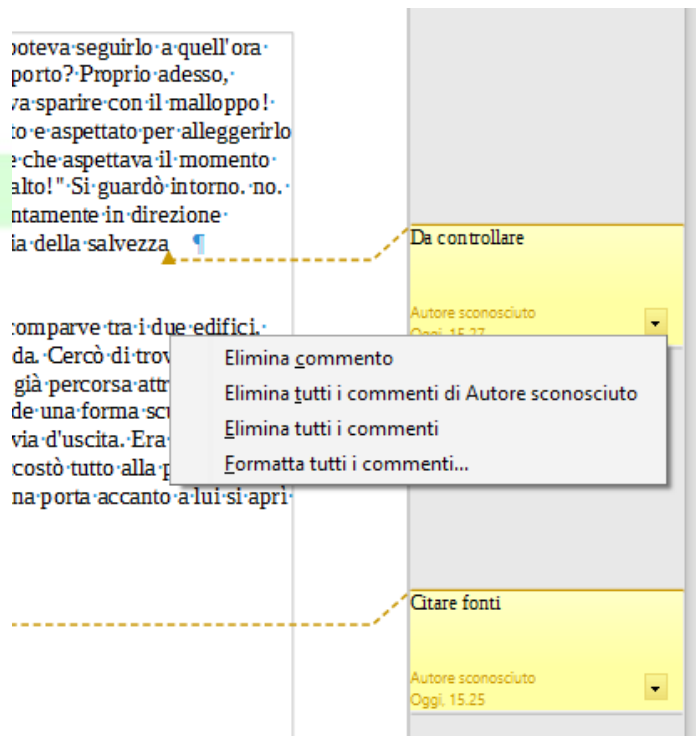 poteva seguirlo a quell'ora
porto? Proprio adesso,
va sparire con il malloppo!
to e aspettato per alleggerirlo
e che aspettava il momento
alto!" Si guardò intorno. no.
ntamente in direzione
ia della salvezza ¶
Da controllare
Autore sconosciuto
Oggi, 15.27
comparve tra i due edifici.
da. Cercò di trov
già percorsa attr
de una forma scu
via d'uscita. Era
costò tutto alla p
na porta accanto a lui si aprì
Elimina commento
Elimina tutti i commenti di Autore sconosciuto
Elimina tutti i commenti
Formatta tutti i commenti...
Citare fonti
Autore sconosciuto
Oggi, 15.25